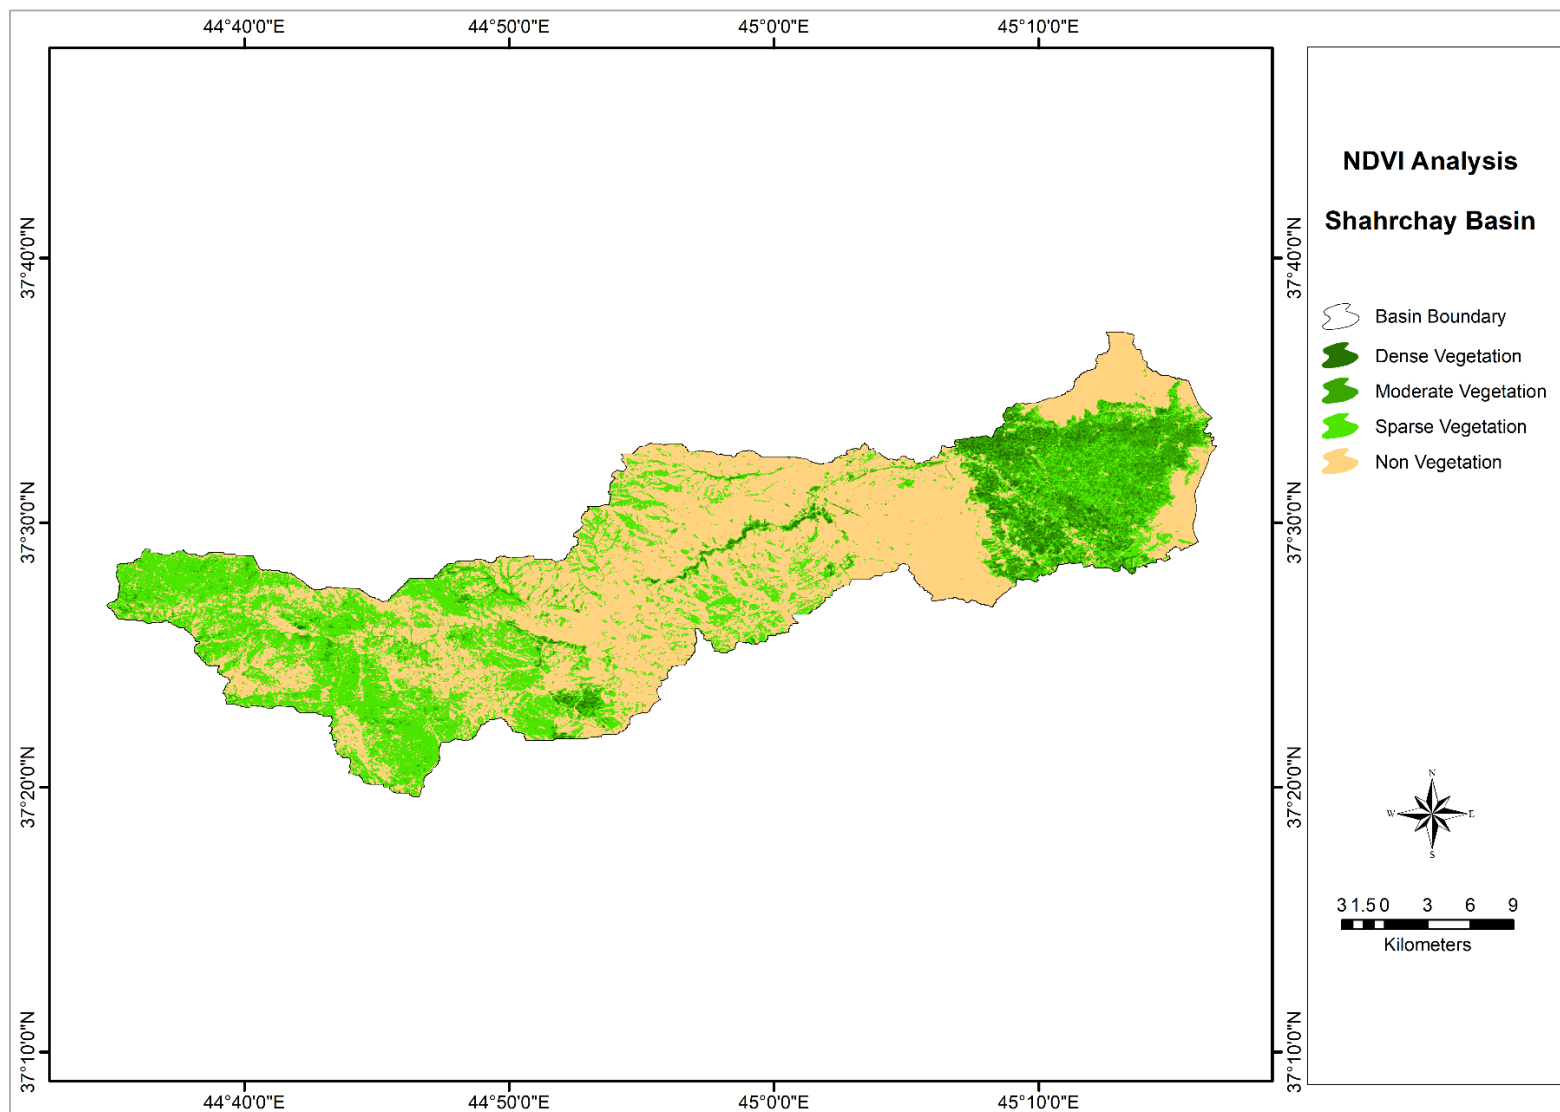 44°40'0"E 44°50'0"E 45°0'0"E 45°10'0"E
37°40'0"N 37°40'0"N
37°30'0"N 37°30'0"N
37°20'0"N 37°20'0"N
37°10'0"N 37°10'0"N
44°40'0"E 44°50'0"E 45°0'0"E 45°10'0"E
NDVI Analysis
Shahrchay Basin
Basin Boundary
Dense Vegetation
Moderate Vegetation
Sparse Vegetation
Non Vegetation
N
W E
S
3 1.5 0 3 6 9
Kilometers